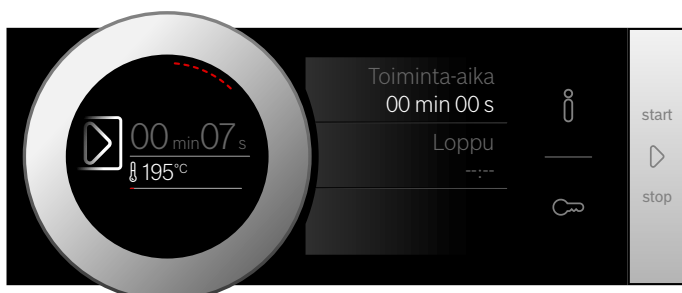 00 min 07 s
195°C
Toiminta-aika
00 min 00 s
Loppu
--:--
start
stop